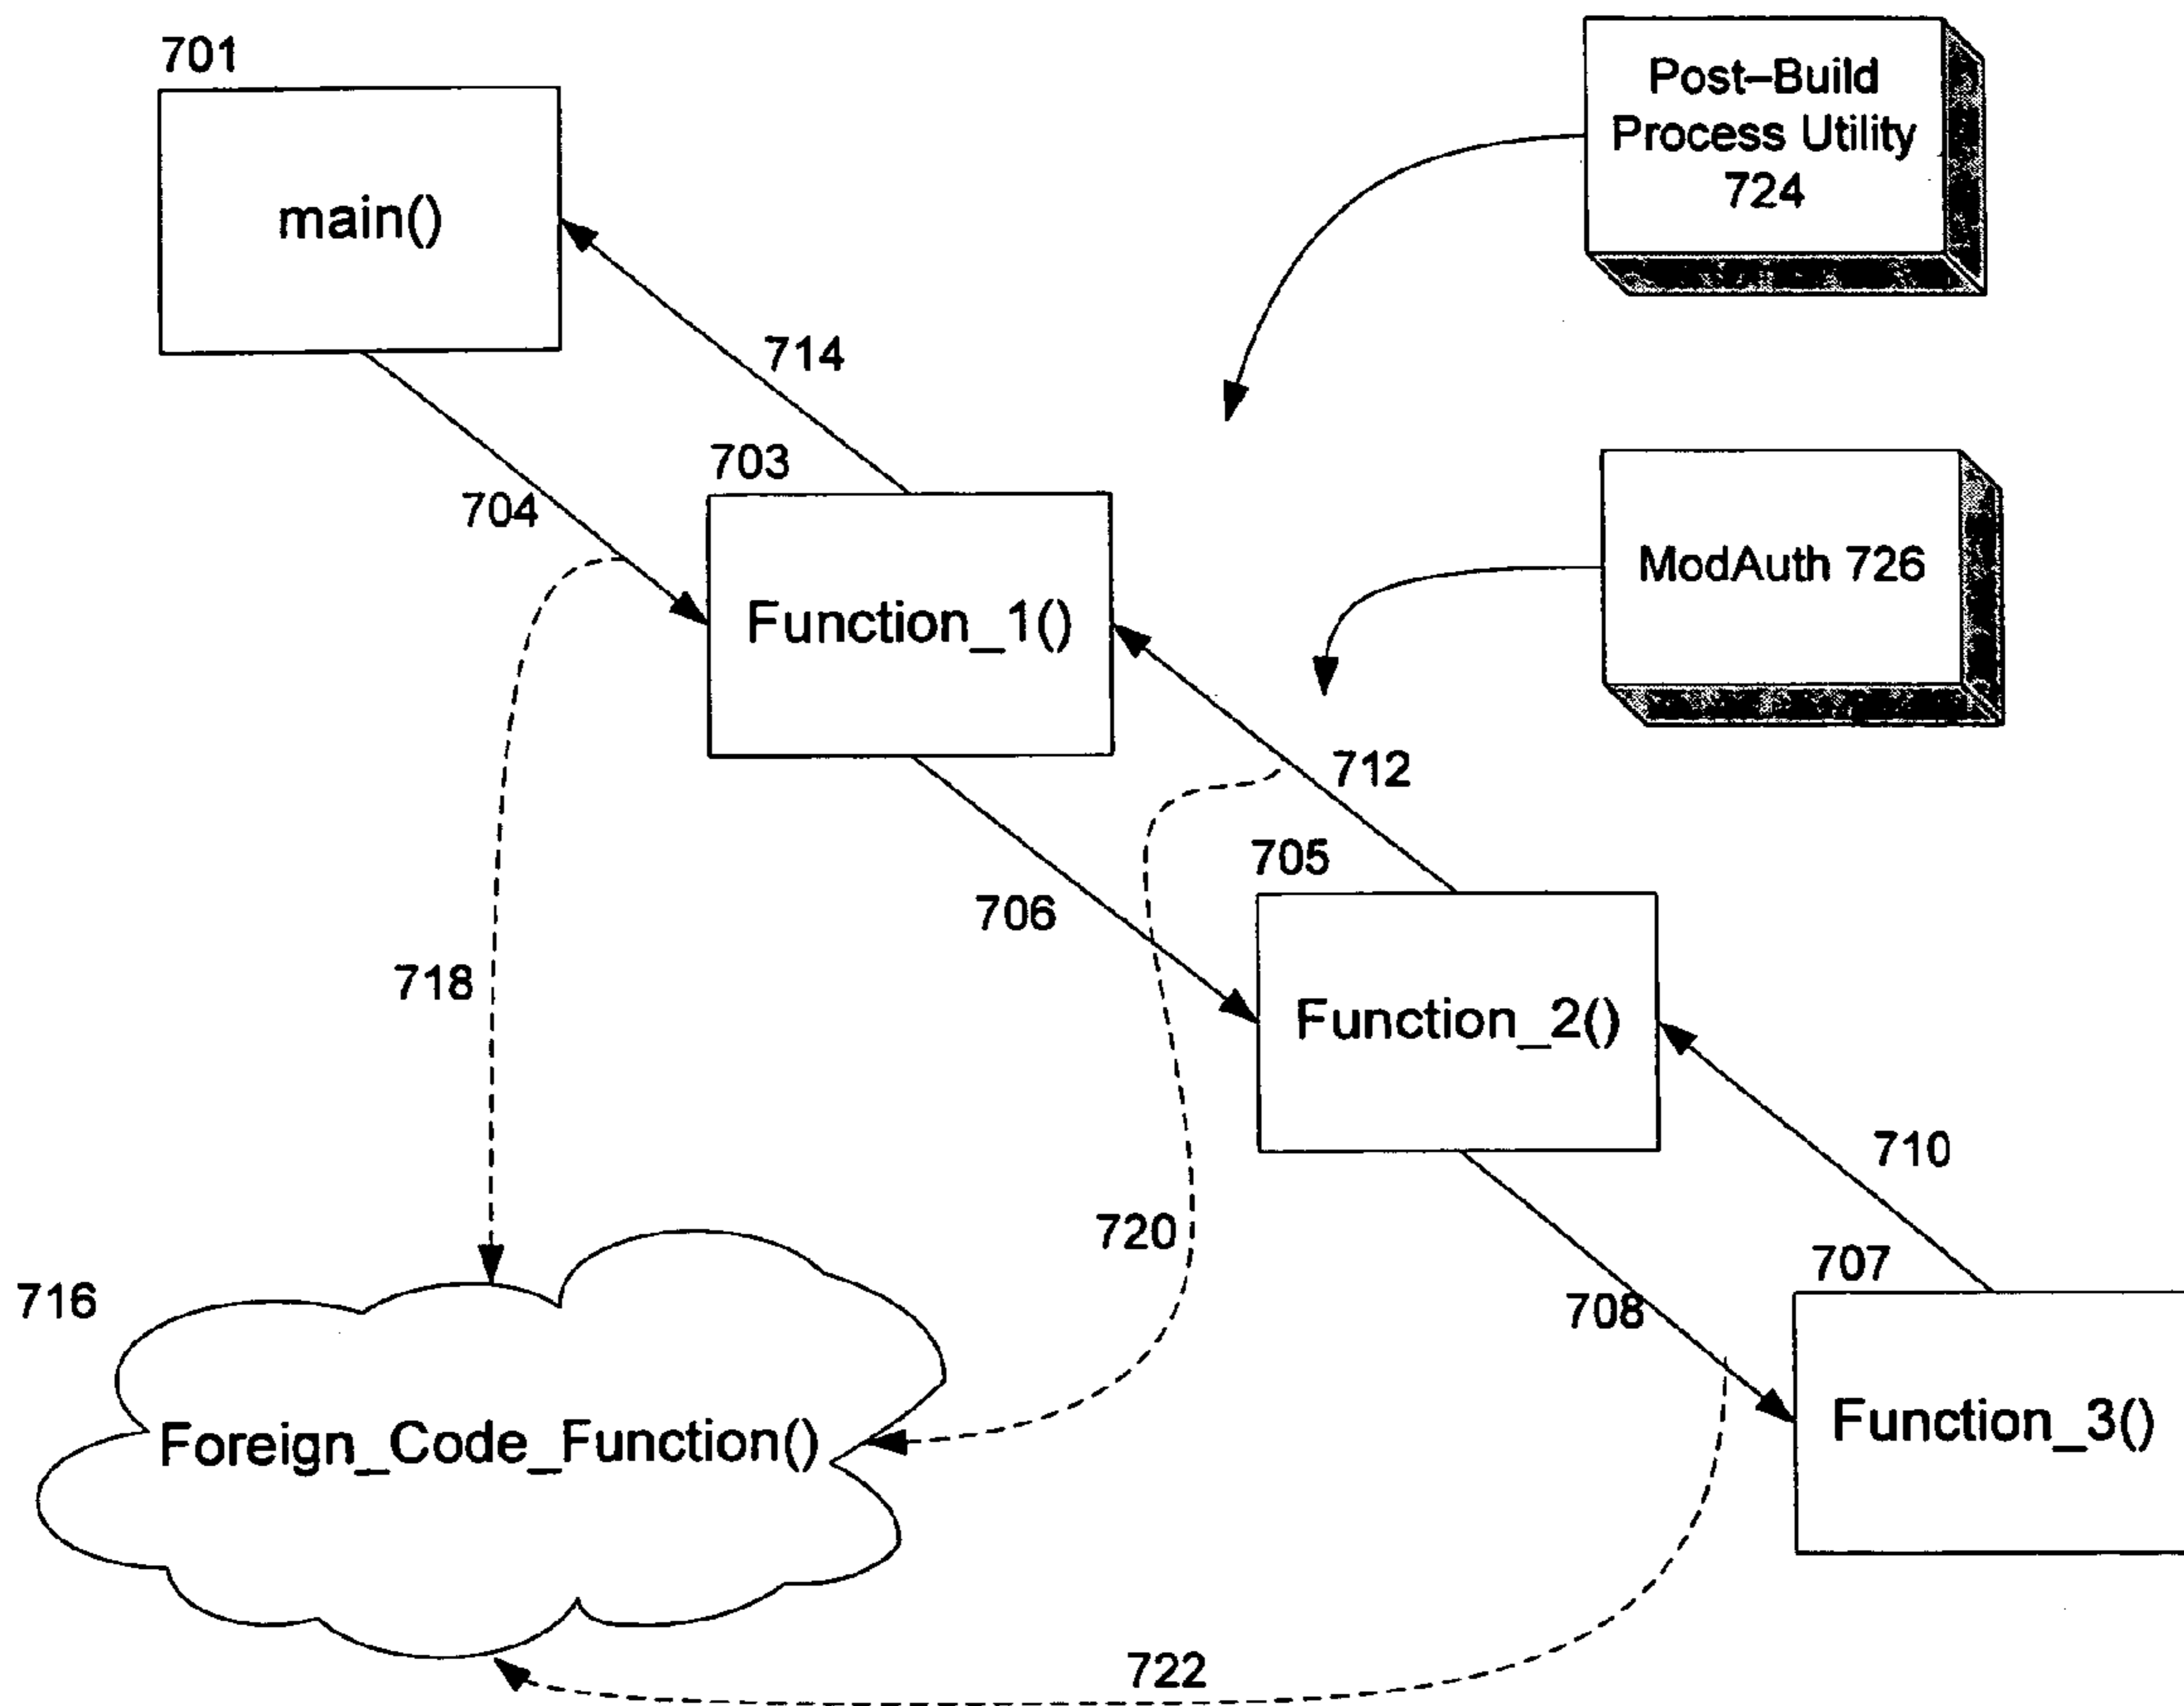 701
main()
Post–Build
Process Utility
724
714
703
704
Function_1()
ModAuth 726
712
705
706
718
Function_2()
710
720
707
716
708
Foreign_Code_Function()
Function_3()
722